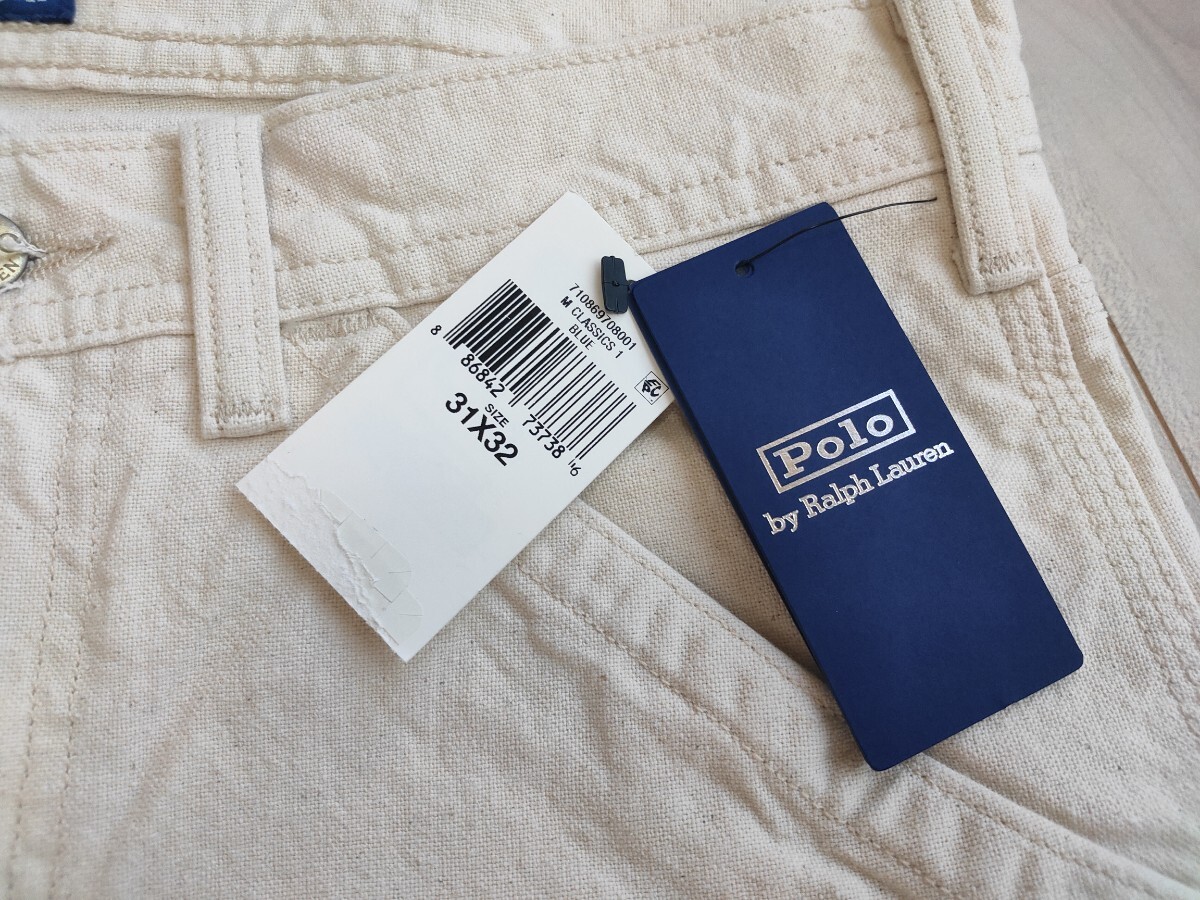 710869708001
M CLASSICS 1
BLUE
8 86842 73738 6
SIZE
31X32
Polo
by Ralph Lauren